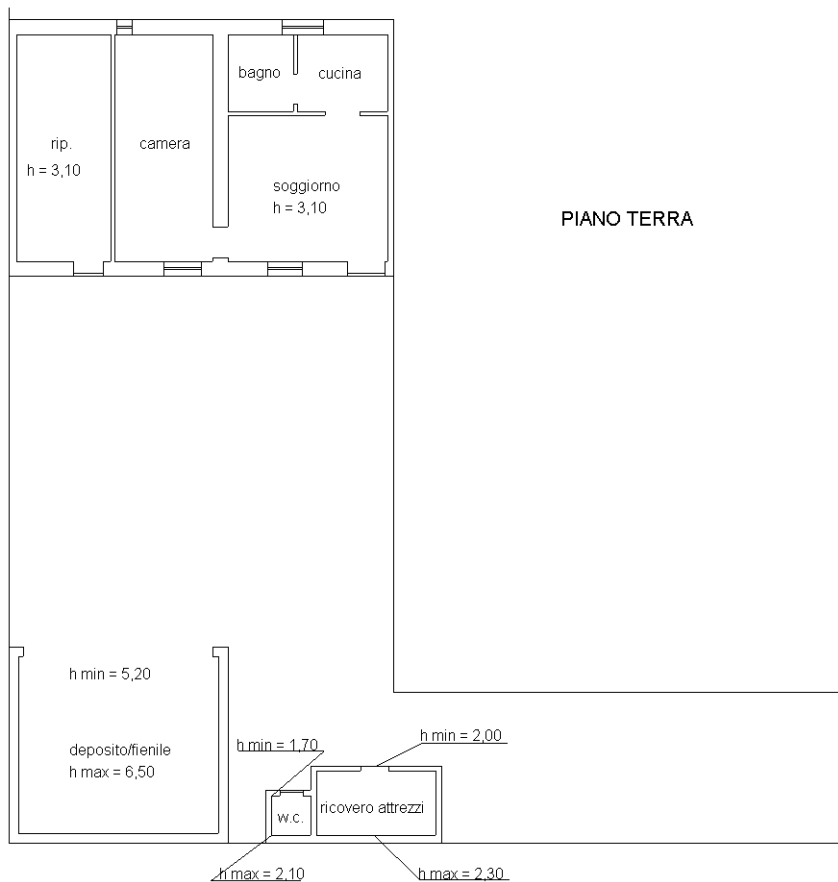 bagno
cucina
rip.
h = 3,10
camera
soggiorno
h = 3,10
PIANO TERRA
h min = 5,20
deposito/fienile
h max = 6,50
h min = 1,70
h min = 2,00
w.c.
ricovero attrezzi
h max = 2,10
h max = 2,30